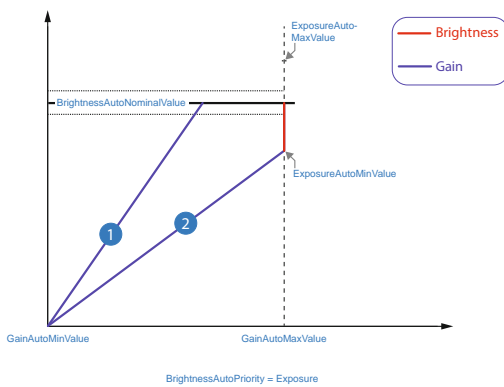 ExposureAuto-
MaxValue
Brightness
Gain
BrightnessAutoNominalValue
ExposureAutoMinValue
1
2
GainAutoMinValue
GainAutoMaxValue
BrightnessAutoPriority = Exposure